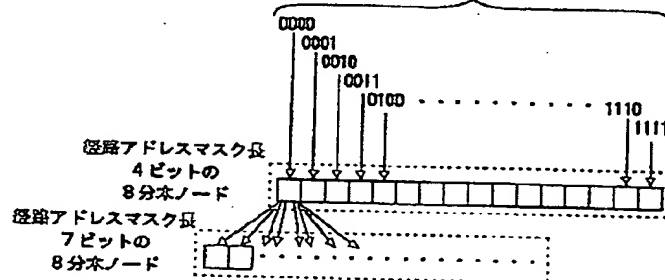 0000
0001
0010
0011
0100
1110
1111
経路アドレスマスク長
4ビットの
8分木ノード
経路アドレスマスク長
7ビットの
8分木ノード